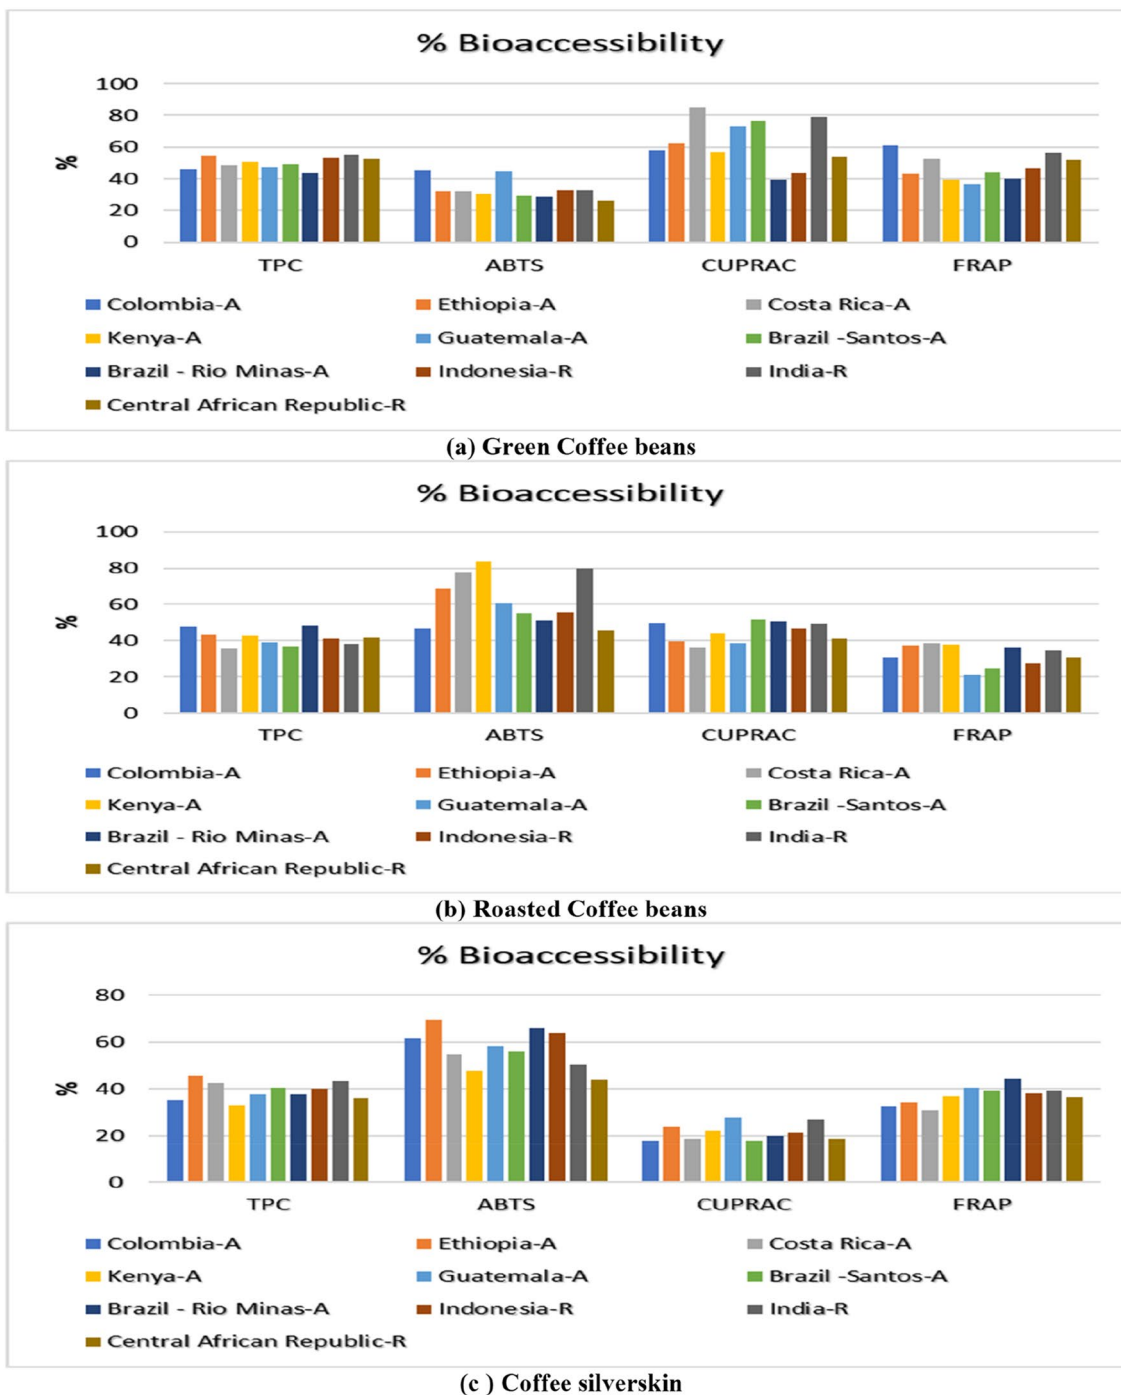 % Bioaccessibility
100
80
60
40
20
0
%
TPC ABTS CUPRAC FRAP
Colombia-A Ethiopia-A Costa Rica-A
Kenya-A Guatemala-A Brazil -Santos-A
Brazil - Rio Minas-A Indonesia-R India-R
Central African Republic-R
(a) Green Coffee beans
% Bioaccessibility
100
80
60
40
20
0
%
TPC ABTS CUPRAC FRAP
Colombia-A Ethiopia-A Costa Rica-A
Kenya-A Guatemala-A Brazil -Santos-A
Brazil - Rio Minas-A Indonesia-R India-R
Central African Republic-R
(b) Roasted Coffee beans
% Bioaccessibility
80
60
40
20
0
%
TPC ABTS CUPRAC FRAP
Colombia-A Ethiopia-A Costa Rica-A
Kenya-A Guatemala-A Brazil -Santos-A
Brazil - Rio Minas-A Indonesia-R India-R
Central African Republic-R
(c ) Coffee silverskin